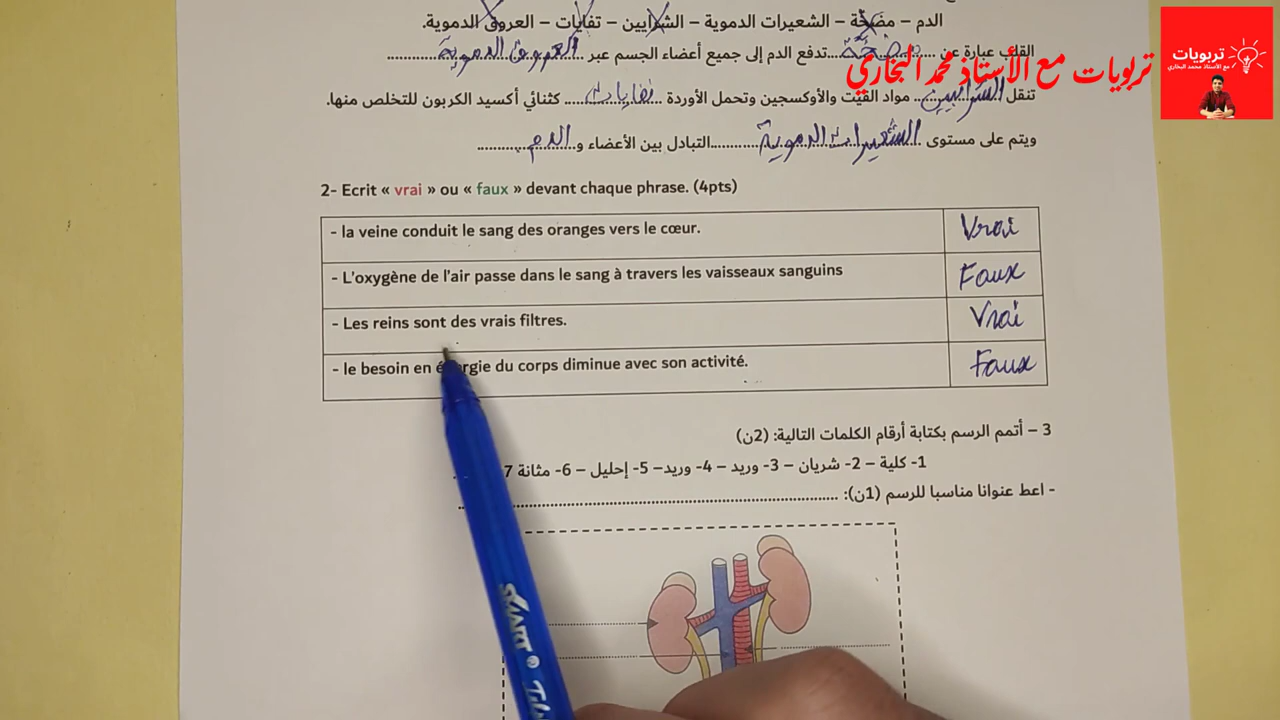 الدم – مضخة – الشعيرات الدموية – الشرايين – نفايات – العروق الدموية.
القلب عبارة عن مضخة تدفع الدم إلى جميع أعضاء الجسم عبر العروق الدموية
تنقل الشرايين مواد القيت والأوكسجين وتحمل الأوردة نفايات كثنائي أكسيد الكربون للتخلص منها.
ويتم على مستوى الشعيرات الدموية التبادل بين الأعضاء و الدم
تربويات مع الأستاذ محمد البخاري
تربويات
مع الأستاذ محمد البخاري
2- Ecrit « vrai » ou « faux » devant chaque phrase. (4pts)
- la veine conduit le sang des oranges vers le cœur. Vrai
- L'oxygène de l'air passe dans le sang à travers les vaisseaux sanguins Faux
- Les reins sont des vrais filtres. Vrai
- le besoin en énergie du corps diminue avec son activité. Faux
3 – أتمم الرسم بكتابة أرقام الكلمات التالية: (2ن)
1- كلية – 2- شريان – 3- وريد – 4- وريد– 5- إحليل – 6- مثانة 7
- اعط عنوانا مناسبا للرسم (1ن):
SMART